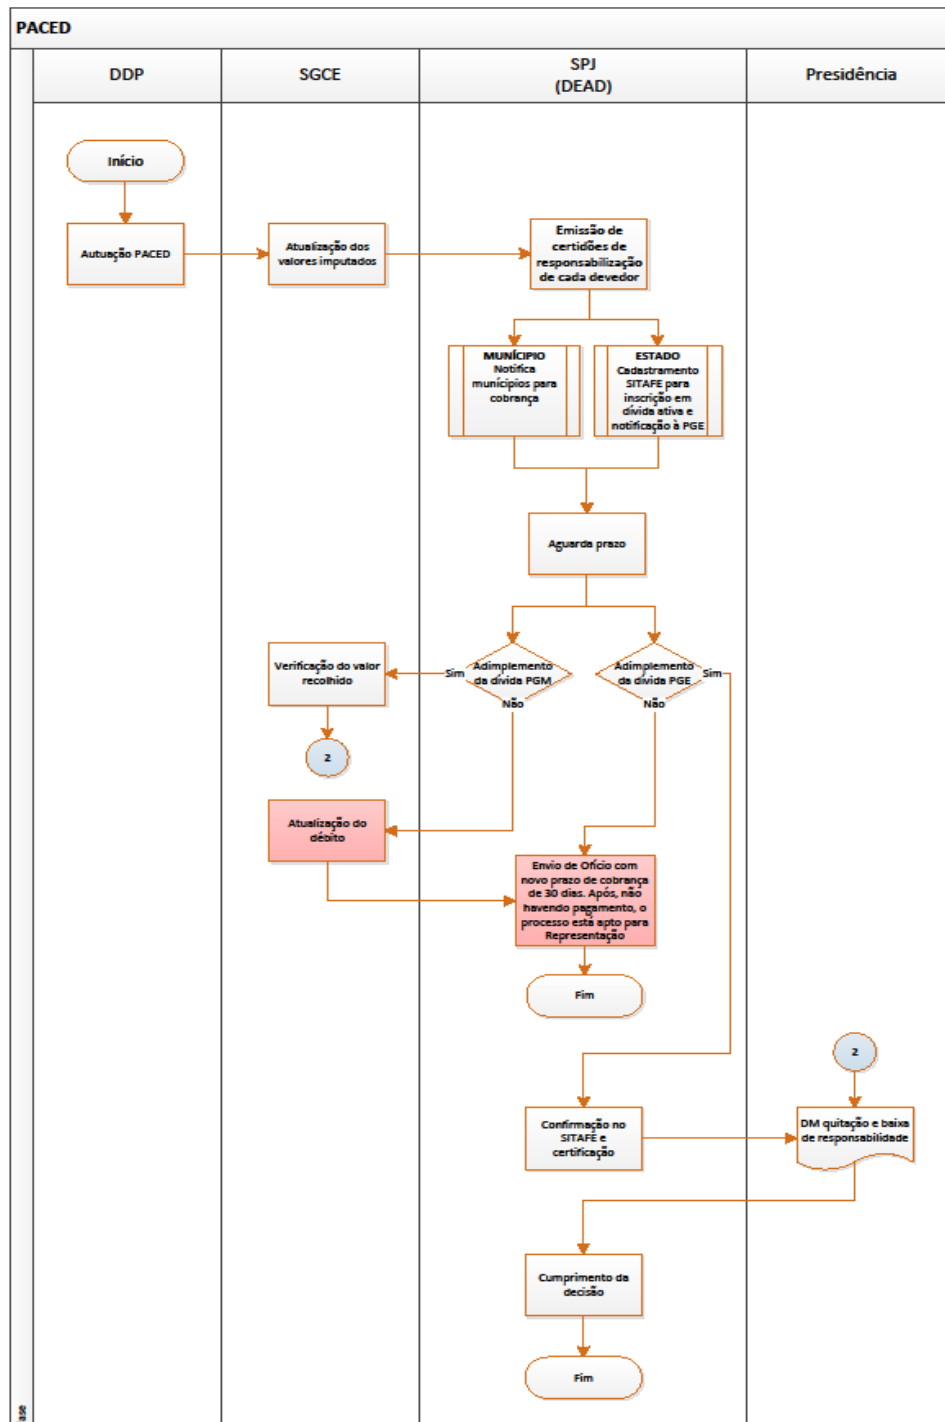 PACED
DDP
SGCE
SPJ
(DEAD)
Presidência
Início
Autuação PACED
Atualização dos
valores imputados
Emissão de
certidões de
responsabilização
de cada devedor
MUNÍCIPIO
Notifica
munícipios para
cobrança
ESTADO
Cadastramento
SITAFE para
inscrição em
dívida ativa e
notificação à PGE
Aguarda prazo
Verificação do valor
recolhido
Sim
Adimplemento
da dívida PGM
Não
Adimplemento
da dívida PGE
Sim
Não
2
Atualização do
débito
Envio de Ofício com
novo prazo de cobrança
de 30 dias. Após, não
havendo pagamento, o
processo está apto para
Representação
Fim
2
Confirmação no
SITAFE e
certificação
DM quitação e baixa
de responsabilidade
Cumprimento da
decisão
Fim